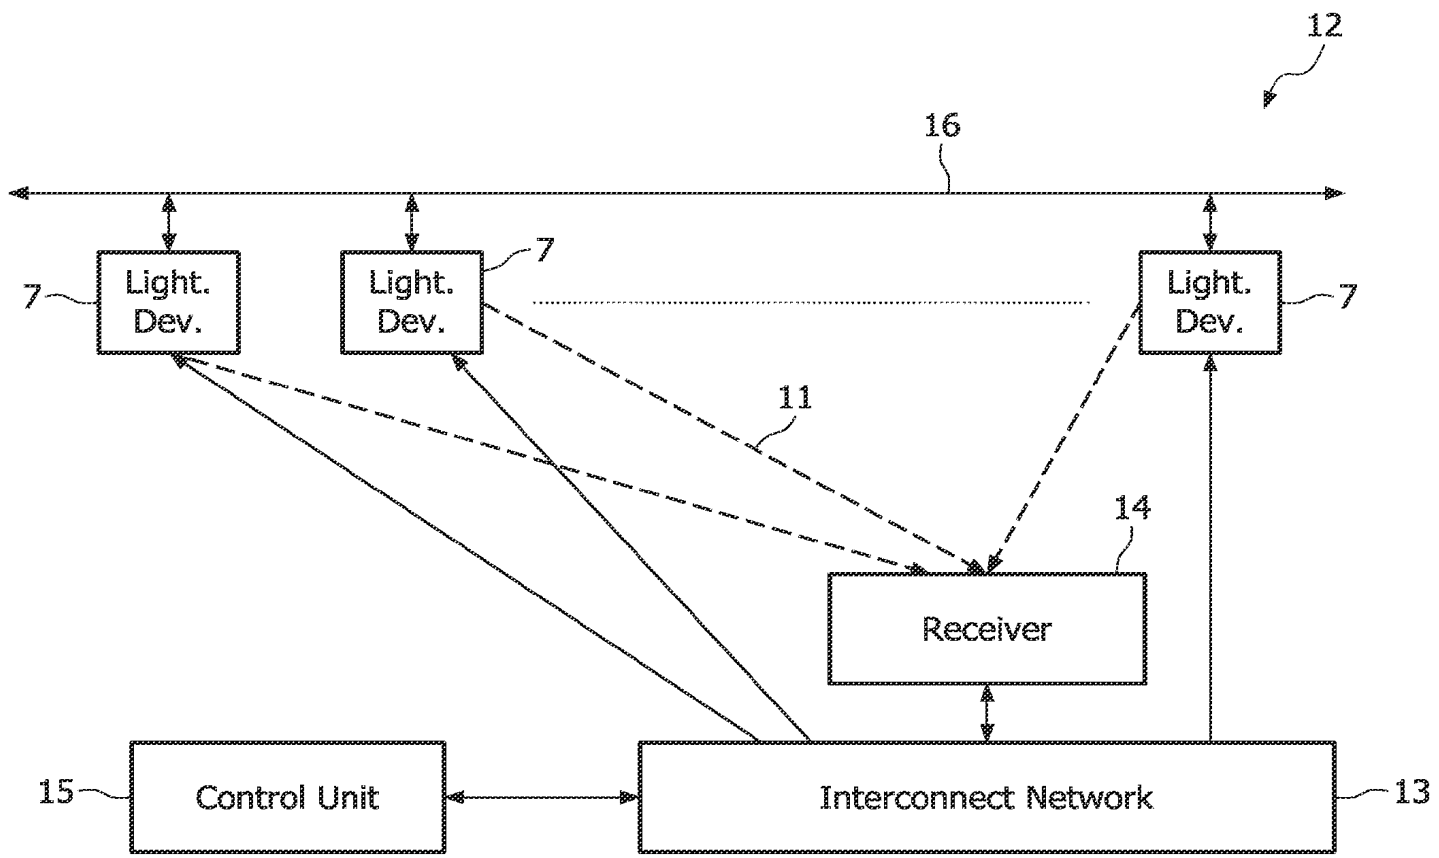 12
16
7
Light.
Dev.
Light.
Dev.
7
Light.
Dev.
7
11
14
Receiver
15
Control Unit
Interconnect Network
13